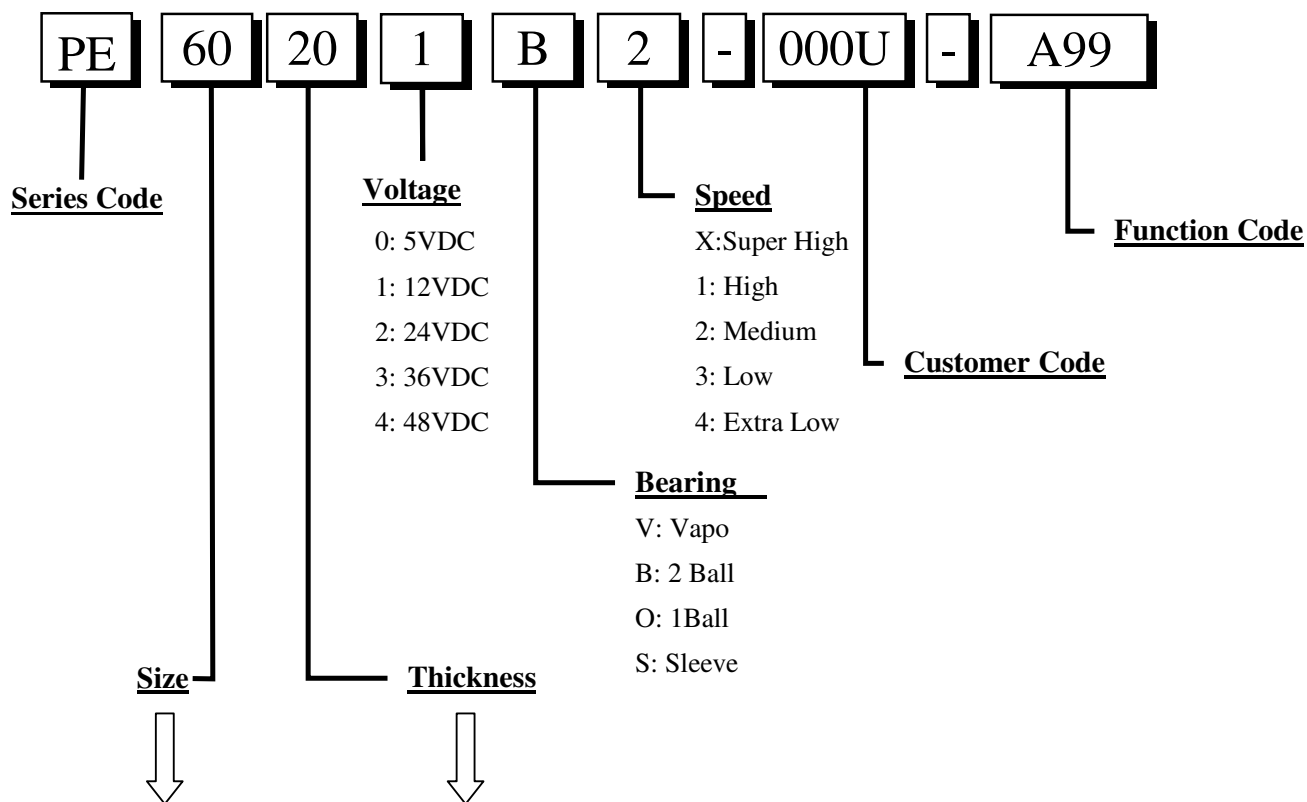 PE 60 20 1 B 2 - 000U - A99
Series Code
Voltage
0: 5VDC
1: 12VDC
2: 24VDC
3: 36VDC
4: 48VDC
Speed
X:Super High
1: High
2: Medium
3: Low
4: Extra Low
Function Code
Customer Code
Bearing
V: Vapo
B: 2 Ball
O: 1Ball
S: Sleeve
Size
Thickness